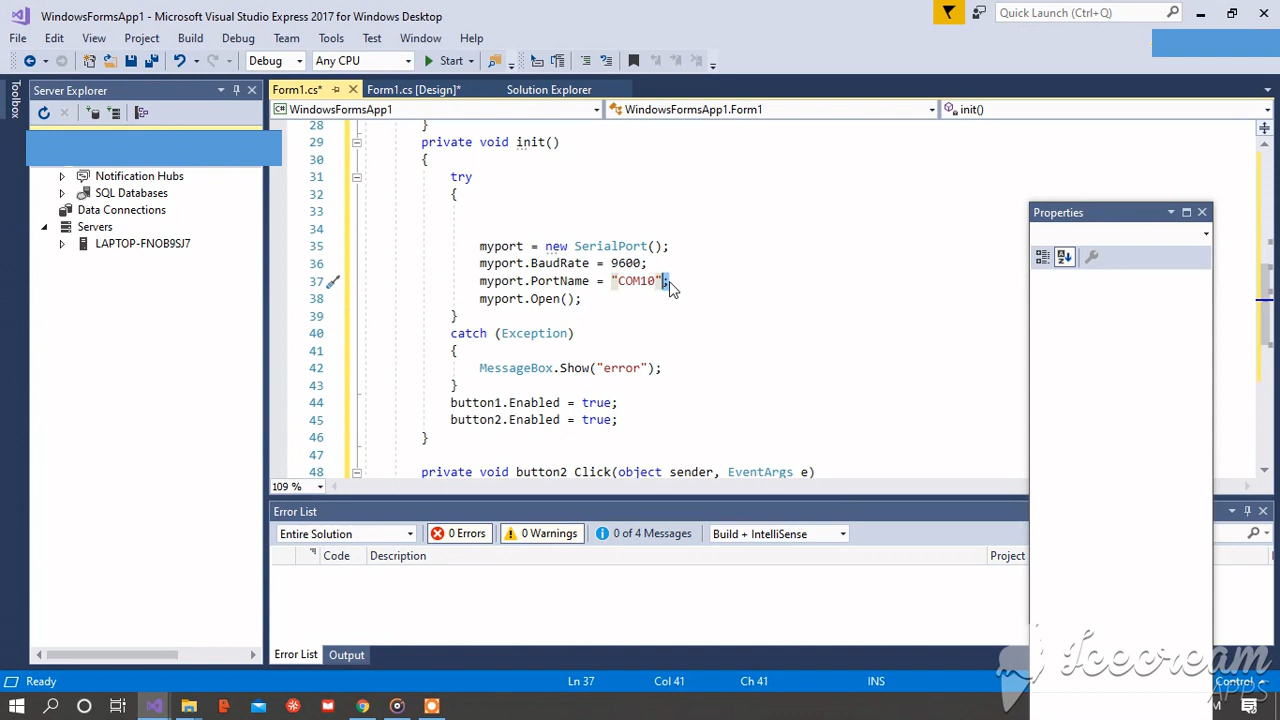 WindowsFormsApp1 - Microsoft Visual Studio Express 2017 for Windows Desktop
Quick Launch (Ctrl+Q)
File Edit View Project Build Debug Team Tools Test Window Help
Debug Any CPU Start
Toolbox
Server Explorer
Form1.cs* Form1.cs [Design]* Solution Explorer
WindowsFormsApp1 WindowsFormsApp1.Form1 init()
Notification Hubs
SQL Databases
Data Connections
Servers
LAPTOP-FNOB9SJ7
28 }
29 private void init()
30 {
31 try
32 {
33
34
35 myport = new SerialPort();
36 myport.BaudRate = 9600;
37 myport.PortName = "COM10";
38 myport.Open();
39 }
40 catch (Exception)
41 {
42 MessageBox.Show("error");
43 }
44 button1.Enabled = true;
45 button2.Enabled = true;
46 }
47
48 private void button2_Click(object sender, EventArgs e)
109 %
Properties
Error List
Entire Solution 0 Errors 0 Warnings 0 of 4 Messages Build + IntelliSense
Code Description Project
Error List Output
Ready Ln 37 Col 41 Ch 41 INS Control
Icecream
APPS